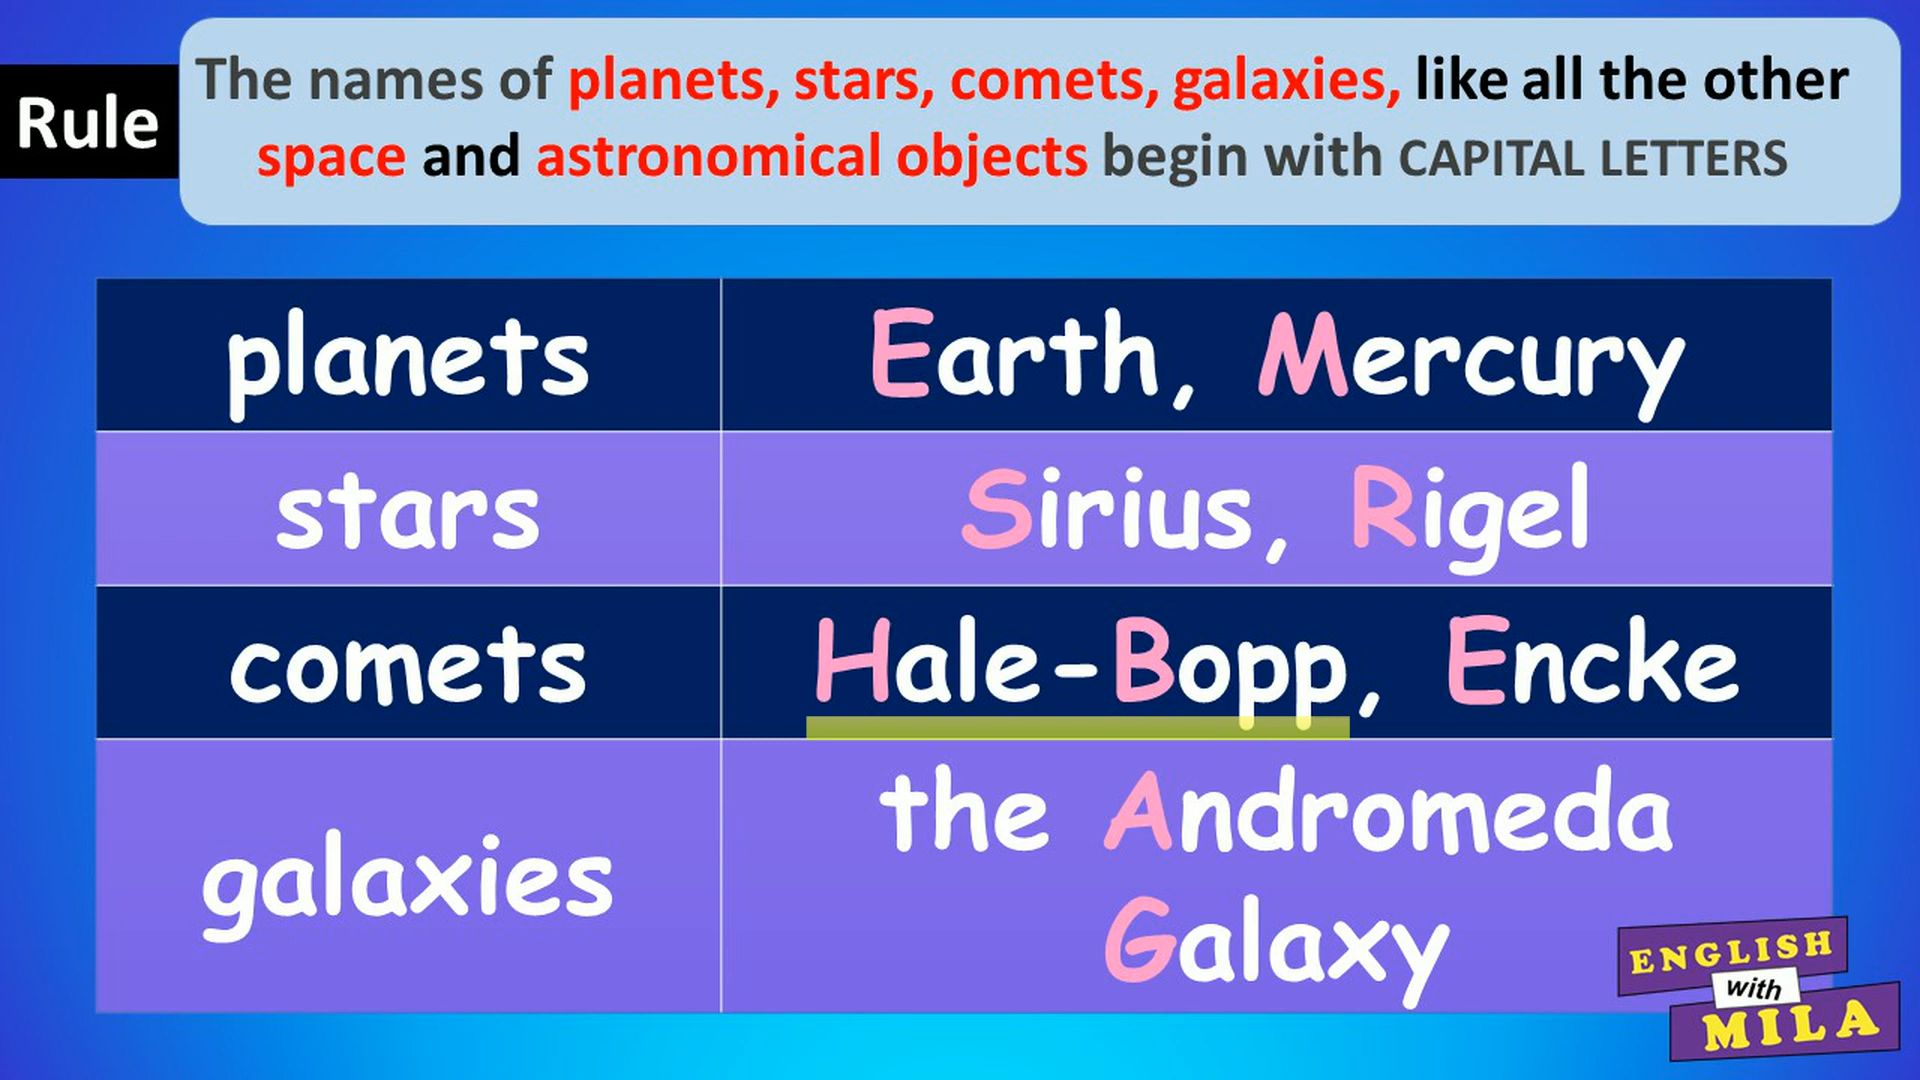 Rule
The names of planets, stars, comets, galaxies, like all the other
space and astronomical objects begin with CAPITAL LETTERS
planets
Earth, Mercury
stars
Sirius, Rigel
comets
Hale-Bopp, Encke
galaxies
the Andromeda
Galaxy
ENGLISH
with
MILA